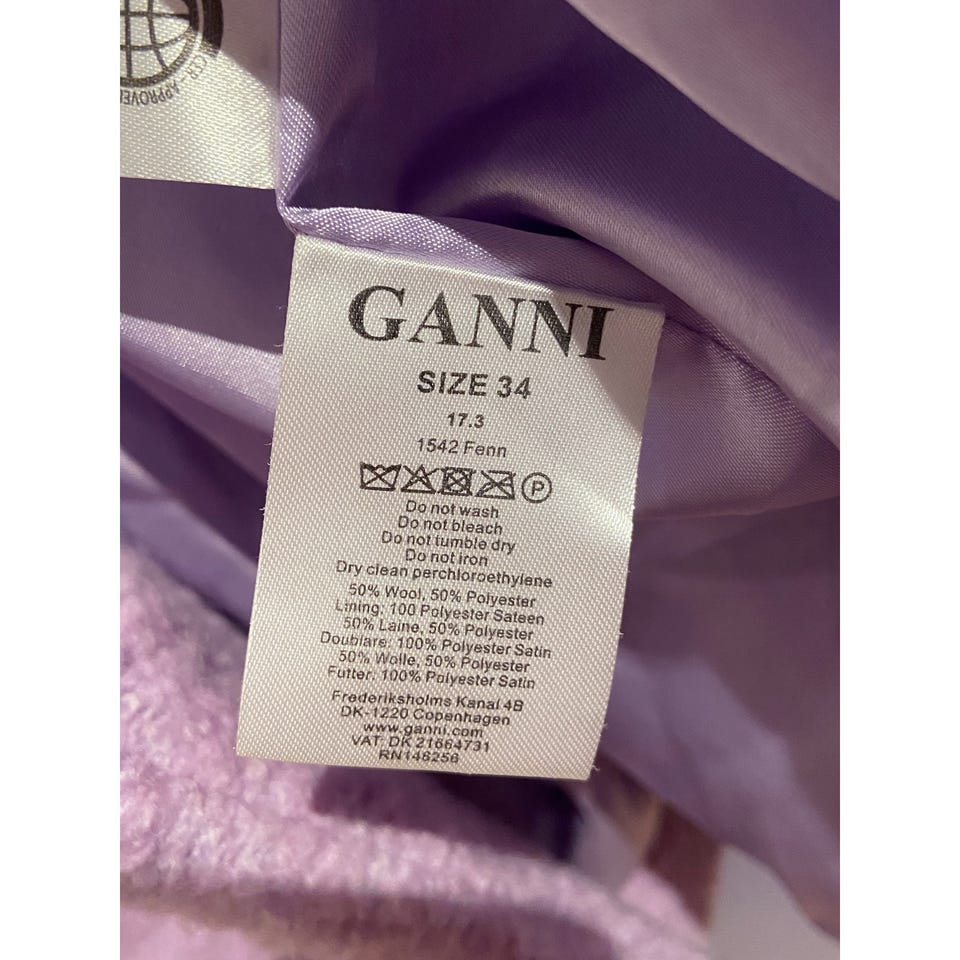 GCR - APPROVED
GANNI
SIZE 34
17.3
1542 Fenn
P
Do not wash
Do not bleach
Do not tumble dry
Do not iron
Dry clean perchloroethylene
50% Wool, 50% Polyester
Lining: 100 Polyester Sateen
50% Laine, 50% Polyester
Doublare: 100% Polyester Satin
50% Wolle, 50% Polyester
Futter: 100% Polyester Satin
Frederiksholms Kanal 4B
DK-1220 Copenhagen
www.ganni.com
VAT: DK 21664731
RN146256